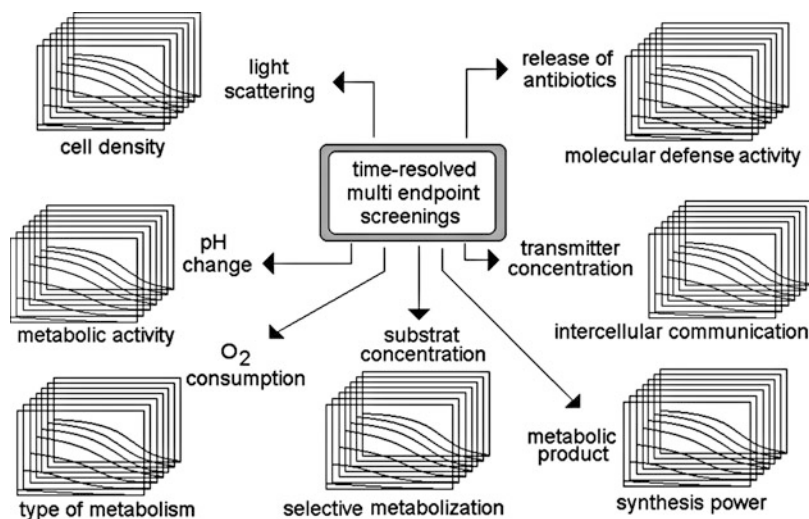 light
scattering
cell density
release of
antibiotics
molecular defense activity
time-resolved
multi endpoint
screenings
pH
change
metabolic activity
transmitter
concentration
intercellular communication
O2
consumption
type of metabolism
substrat
concentration
selective metabolization
metabolic
product
synthesis power